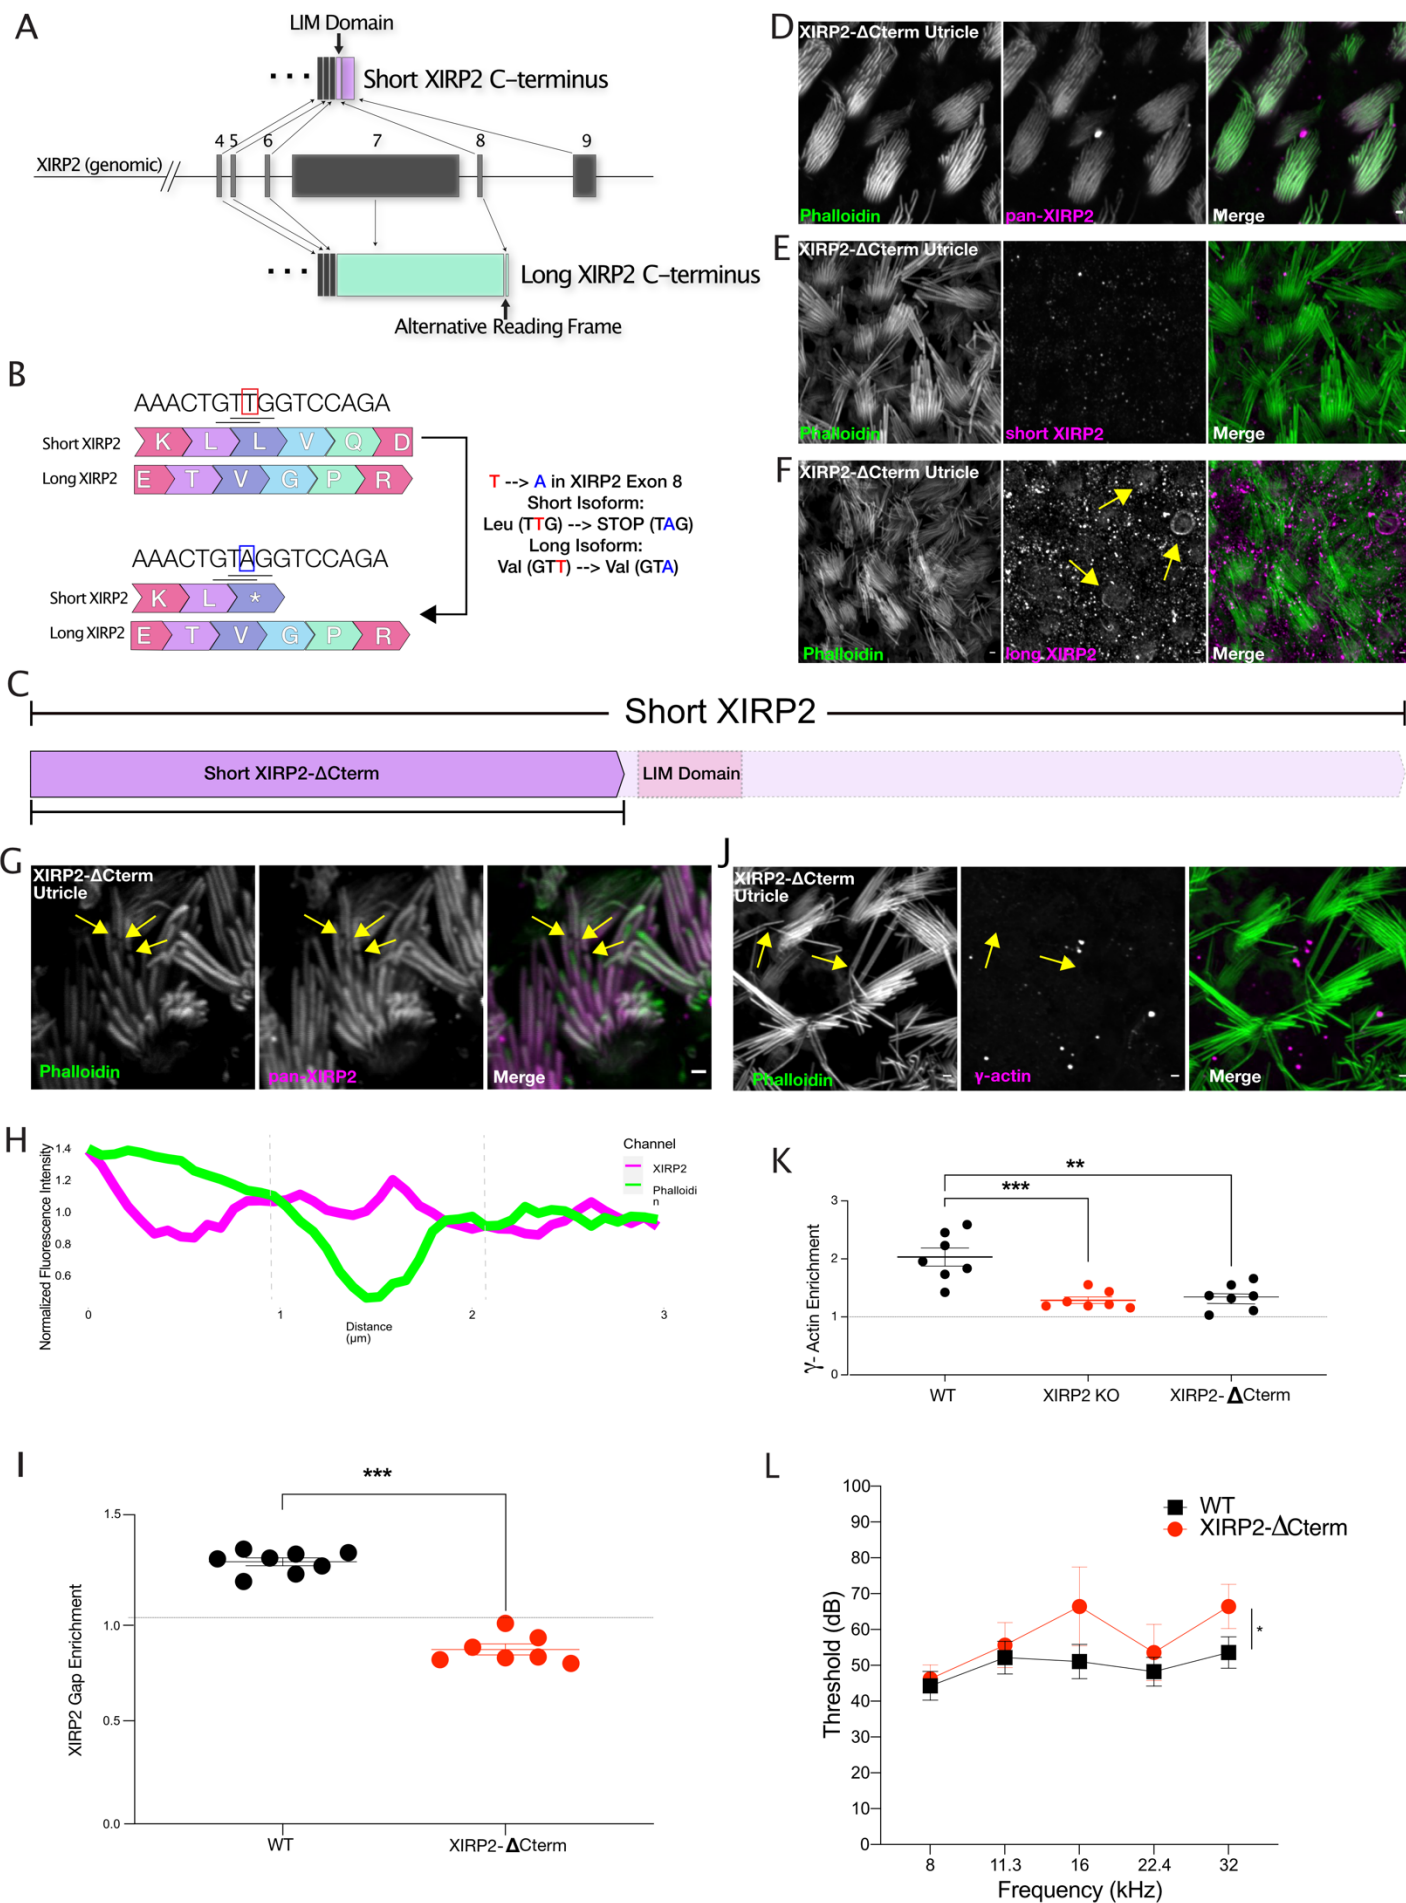 A
LIM Domain
Short XIRP2 C-terminus
4 5 6 7 8 9
XIRP2 (genomic)
Long XIRP2 C-terminus
Alternative Reading Frame
B
AAACTGTTGGTCCAGA
Short XIRP2 K L L V Q D
Long XIRP2 E T V G P R
T --> A in XIRP2 Exon 8
Short Isoform:
Leu (TTG) --> STOP (TAG)
Long Isoform:
Val (GTT) --> Val (GTA)
AAACTGTAGGTCCAGA
Short XIRP2 K L *
Long XIRP2 E T V G P R
C
Short XIRP2
Short XIRP2-ΔCterm
LIM Domain
D
XIRP2-ΔCterm Utricle
Phalloidin
pan-XIRP2
Merge
E
XIRP2-ΔCterm Utricle
Phalloidin
short XIRP2
Merge
F
XIRP2-ΔCterm Utricle
Phalloidin
long XIRP2
Merge
G
XIRP2-ΔCterm
Utricle
Phalloidin
pan-XIRP2
Merge
J
XIRP2-ΔCterm
Utricle
Phalloidin
γ-actin
Merge
H
Normalized Fluorescence Intensity
1.4
1.2
1.0
0.8
0.6
0 1 2 3
Distance
(μm)
Channel
XIRP2
Phalloidi
n
K
γ- Actin Enrichment
**
***
3
2
1
0
WT XIRP2 KO XIRP2-ΔCterm
I
XIRP2 Gap Enrichment
***
1.5
1.0
0.5
0.0
WT XIRP2-ΔCterm
L
Threshold (dB)
100
90
80
70
60
50
40
30
20
10
0
WT
XIRP2-ΔCterm
*
8 11.3 16 22.4 32
Frequency (kHz)